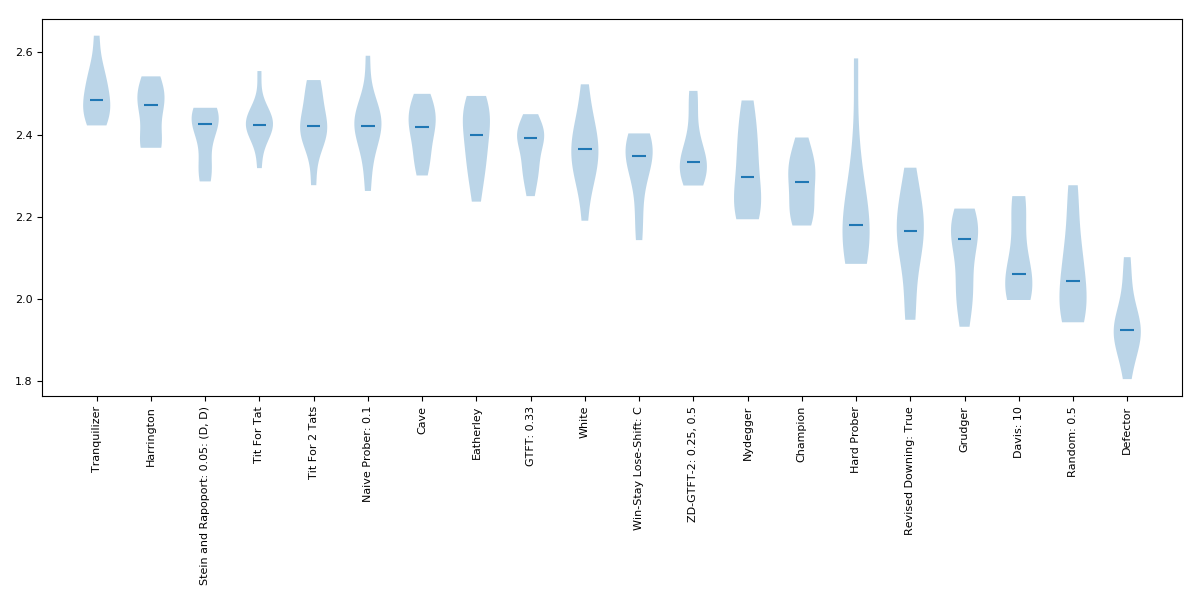 2.6
2.4
2.2
2.0
1.8
Tranquilizer
Harrington
Stein and Rapoport: 0.05: (D, D)
Tit For Tat
Tit For 2 Tats
Naive Prober: 0.1
Cave
Eatherley
GTFT: 0.33
White
Win-Stay Lose-Shift: C
ZD-GTFT-2: 0.25, 0.5
Nydegger
Champion
Hard Prober
Revised Downing: True
Grudger
Davis: 10
Random: 0.5
Defector